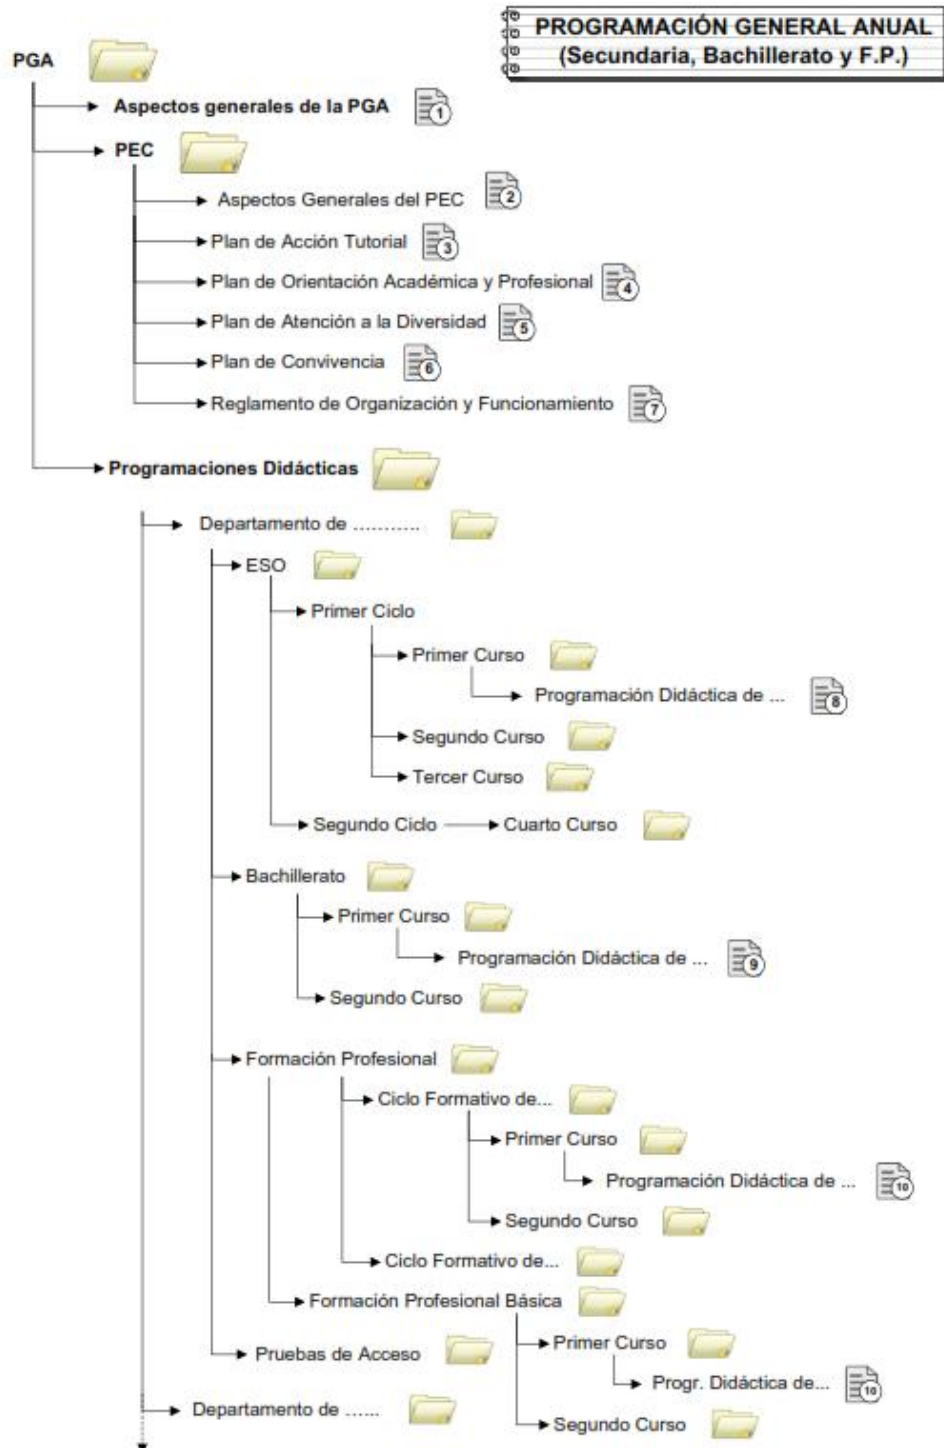 PROGRAMACIÓN GENERAL ANUAL
(Secundaria, Bachillerato y F.P.)
PGA
Aspectos generales de la PGA 1
PEC
Aspectos Generales del PEC 2
Plan de Acción Tutorial 3
Plan de Orientación Académica y Profesional 4
Plan de Atención a la Diversidad 5
Plan de Convivencia 6
Reglamento de Organización y Funcionamiento 7
Programaciones Didácticas
Departamento de ...........
ESO
Primer Ciclo
Primer Curso
Programación Didáctica de ... 8
Segundo Curso
Tercer Curso
Segundo Ciclo Cuarto Curso
Bachillerato
Primer Curso
Programación Didáctica de ... 9
Segundo Curso
Formación Profesional
Ciclo Formativo de...
Primer Curso
Programación Didáctica de ... 10
Segundo Curso
Ciclo Formativo de...
Formación Profesional Básica
Primer Curso
Pruebas de Acceso
Progr. Didáctica de... 10
Departamento de ......
Segundo Curso